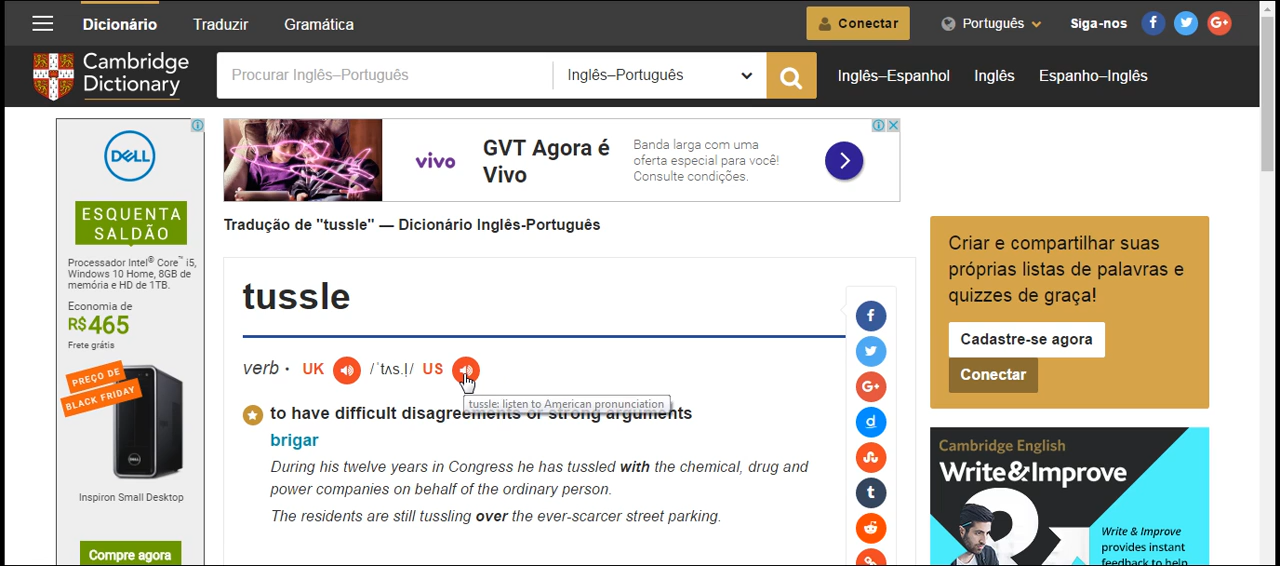 Dicionário Traduzir Gramática Conectar Português Siga-nos
Cambridge
Dictionary
Procurar Inglês–Português Inglês–Português Inglês–Espanhol Inglês Espanho–Inglês
DELL
ESQUENTA
SALDÃO
Processador Intel® Core™ i5,
Windows 10 Home, 8GB de
memória e HD de 1TB.
Economia de
R$465
Frete grátis
PREÇO DE
BLACK FRIDAY
Inspiron Small Desktop
Compre agora
vivo
GVT Agora é
Vivo
Banda larga com uma
oferta especial para você!
Consulte condições.
Tradução de "tussle" — Dicionário Inglês-Português
tussle
verb · UK /ˈtʌs.l̩/ US
tussle: listen to American pronunciation
to have difficult disagreements or strong arguments
brigar
During his twelve years in Congress he has tussled with the chemical, drug and
power companies on behalf of the ordinary person.
The residents are still tussling over the ever-scarcer street parking.
Criar e compartilhar suas
próprias listas de palavras e
quizzes de graça!
Cadastre-se agora
Conectar
Cambridge English
Write&Improve
Write & Improve
provides instant
feedback to help